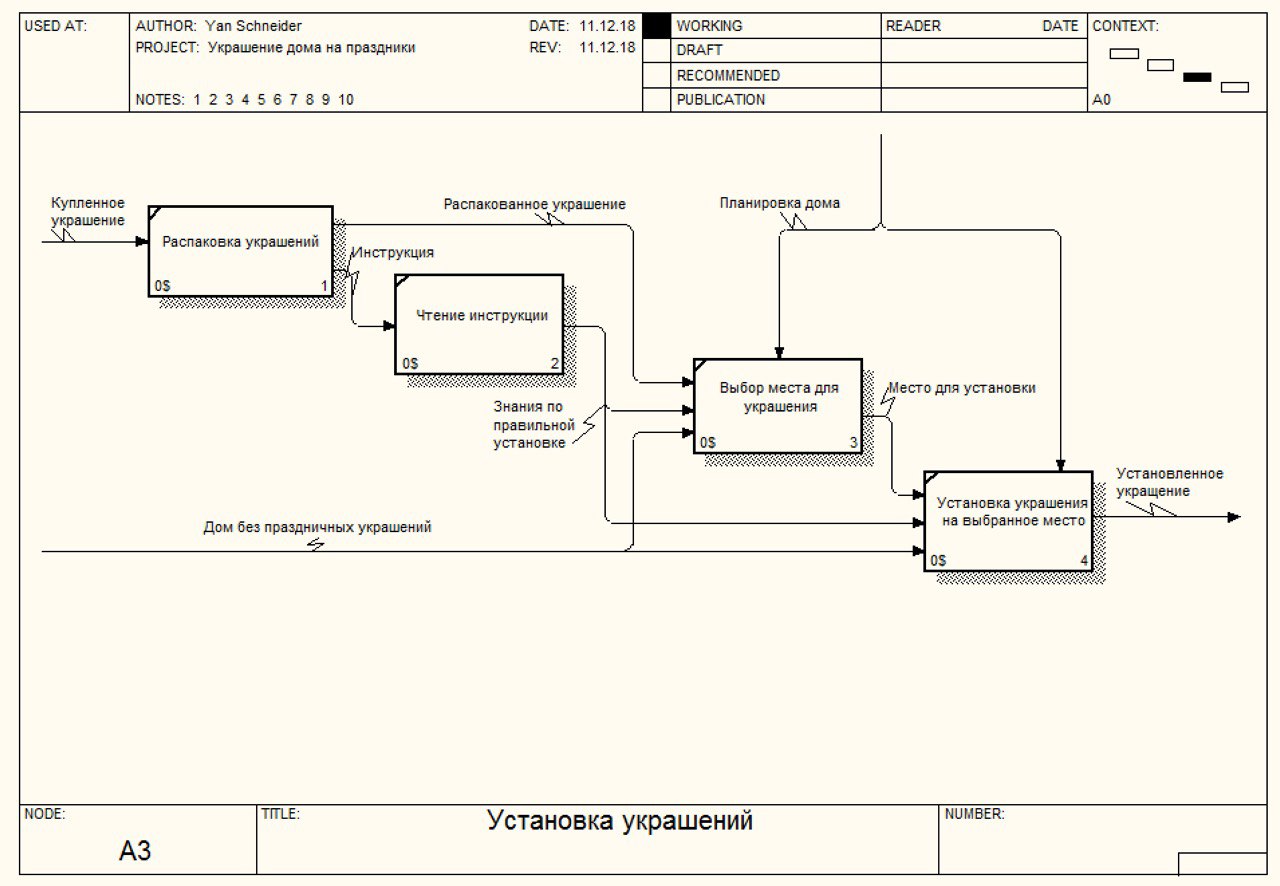 USED AT:
AUTHOR: Yan Schneider
DATE: 11.12.18
WORKING
READER
DATE
CONTEXT:
PROJECT: Украшение дома на праздники
REV: 11.12.18
DRAFT
RECOMMENDED
NOTES: 1 2 3 4 5 6 7 8 9 10
PUBLICATION
A0
Купленное
украшение
Распаковка украшений
0$
1
Распакованное украшение
Инструкция
Планировка дома
Чтение инструкции
0$
2
Выбор места для
украшения
0$
3
Место для установки
Знания по
правильной
установке
Установка украшения
на выбранное место
0$
4
Установленное
укращение
Дом без праздничных украшений
NODE:
A3
TITLE:
Установка украшений
NUMBER: